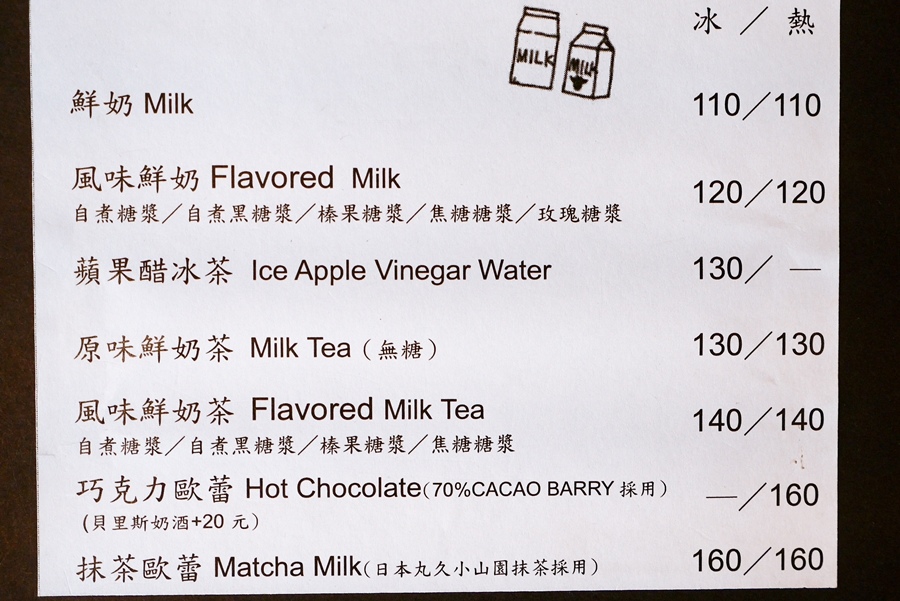 冰 ／ 熱
MILK MILK
鮮奶 Milk 110／110
風味鮮奶 Flavored Milk 120／120
自煮糖漿／自煮黑糖漿／榛果糖漿／焦糖糖漿／玫瑰糖漿
蘋果醋冰茶 Ice Apple Vinegar Water 130／ —
原味鮮奶茶 Milk Tea（無糖） 130／130
風味鮮奶茶 Flavored Milk Tea 140／140
自煮糖漿／自煮黑糖漿／榛果糖漿／焦糖糖漿
巧克力歐蕾 Hot Chocolate(70%CACAO BARRY 採用） —／160
(貝里斯奶酒+20 元）
抹茶歐蕾 Matcha Milk(日本丸久小山園抹茶採用） 160／160